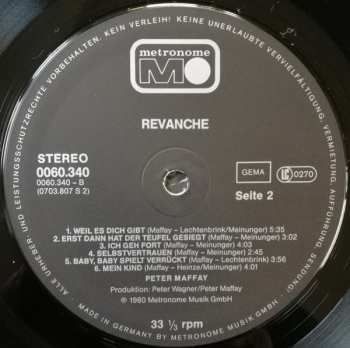 ALLE URHEBER UND LEISTUNGSSCHUTZRECHTE VORBEHALTEN. KEIN VERLEIH! KEINE UNERLAUBTE VERVIELFÄLTIGUNG, VERMIETUNG, AUFFÜHRUNG, SENDUNG!
metronome
M
REVANCHE
STEREO
0060.340
0060.340 – B
(0703.807 S 2)
GEMA
LC 0270
Seite 2
1. WEIL ES DICH GIBT (Maffay – Lechtenbrink/Meinunger) 5:35
2. ERST DANN HAT DER TEUFEL GESIEGT (Maffay – Meinunger) 3:02
3. ICH GEH FORT (Maffay – Meinunger) 4:09
4. SELBSTVERTRAUEN (Maffay – Meinunger) 2:45
5. BABY, BABY SPIELT VERRÜCKT (Maffay – Lechtenbrink) 3:56
6. MEIN KIND (Maffay – Heinze/Meinunger) 4:01
PETER MAFFAY
Produktion: Peter Wagner/Peter Maffay
℗ 1980 Metronome Musik GmbH
33 ⅓ rpm
MADE IN GERMANY BY METRONOME MUSIK GMBH